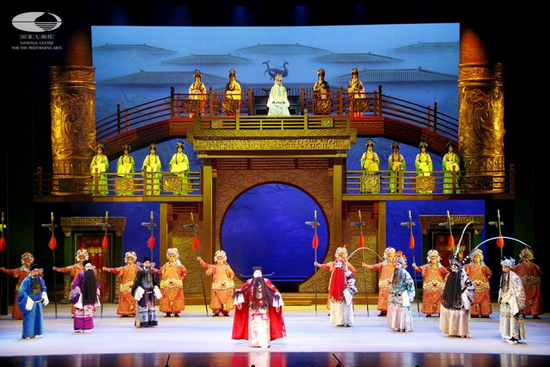 国家大剧院
NATIONAL CENTRE
FOR THE PERFORMING ARTS